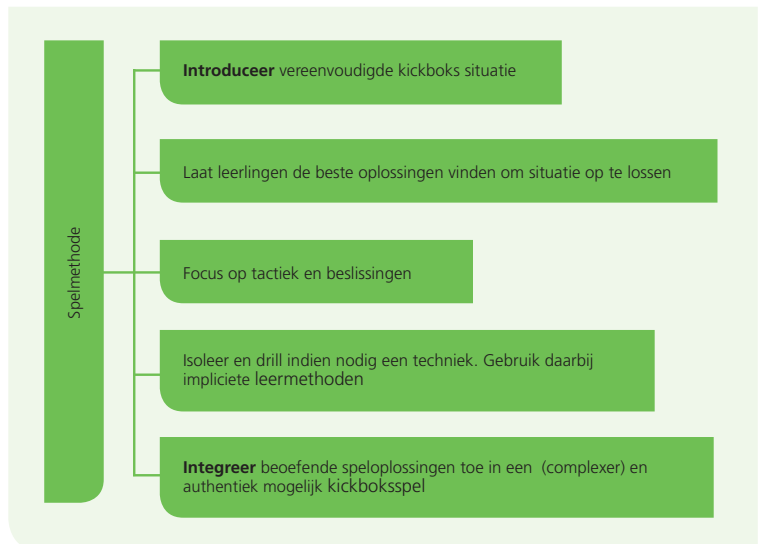 Spelmethode
Introduceer vereenvoudigde kickboks situatie
Laat leerlingen de beste oplossingen vinden om situatie op te lossen
Focus op tactiek en beslissingen
Isoleer en drill indien nodig een techniek. Gebruik daarbij
impliciete leermethoden
Integreer beoefende speloplossingen toe in een (complexer) en
authentiek mogelijk kickboksspel